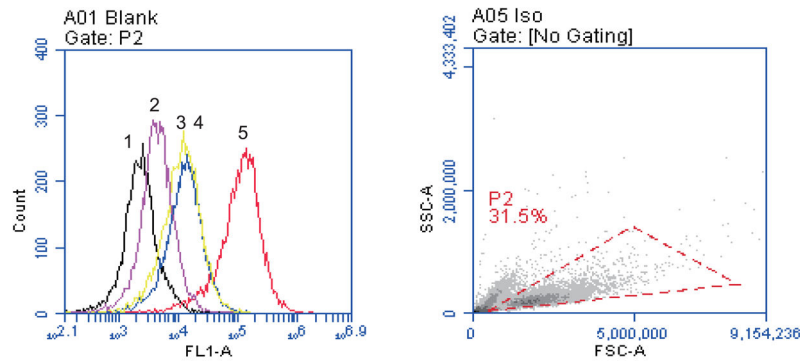 A01 Blank
Gate: P2
400
300
200
100
0
Count
1
2
3 4
5
10^2.1
10^3
10^4
10^5
10^6
10^6.9
FL1-A
A05 Iso
Gate: [No Gating]
4,333,402
2,000,000
0
SSC-A
P2
31.5%
0
5,000,000
9,154,236
FSC-A